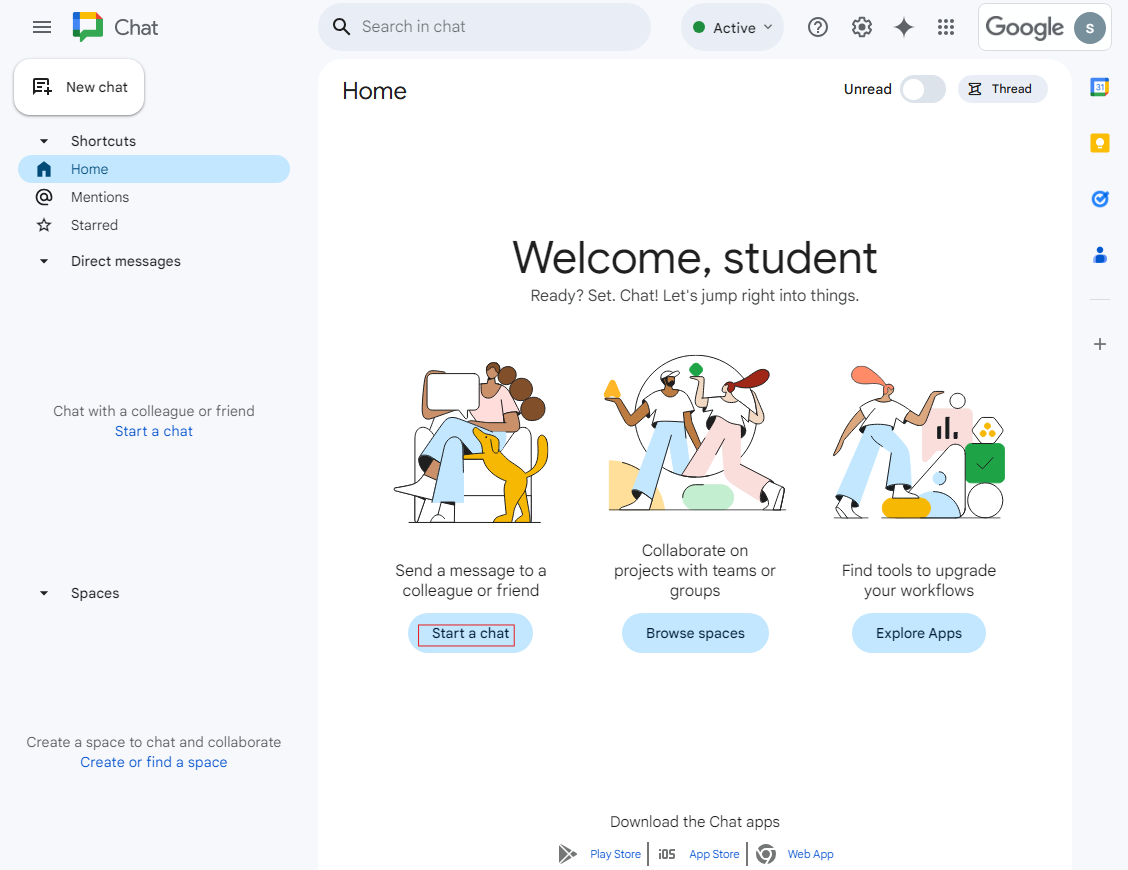 Chat
Search in chat
Active
Google
s
New chat
Shortcuts
Home
Mentions
Starred
Direct messages
Chat with a colleague or friend
Start a chat
Spaces
Create a space to chat and collaborate
Create or find a space
Home
Unread
Thread
31
Welcome, student
Ready? Set. Chat! Let's jump right into things.
Send a message to a
colleague or friend
Start a chat
Collaborate on
projects with teams or
groups
Browse spaces
Find tools to upgrade
your workflows
Explore Apps
Download the Chat apps
Play Store iOS App Store Web App